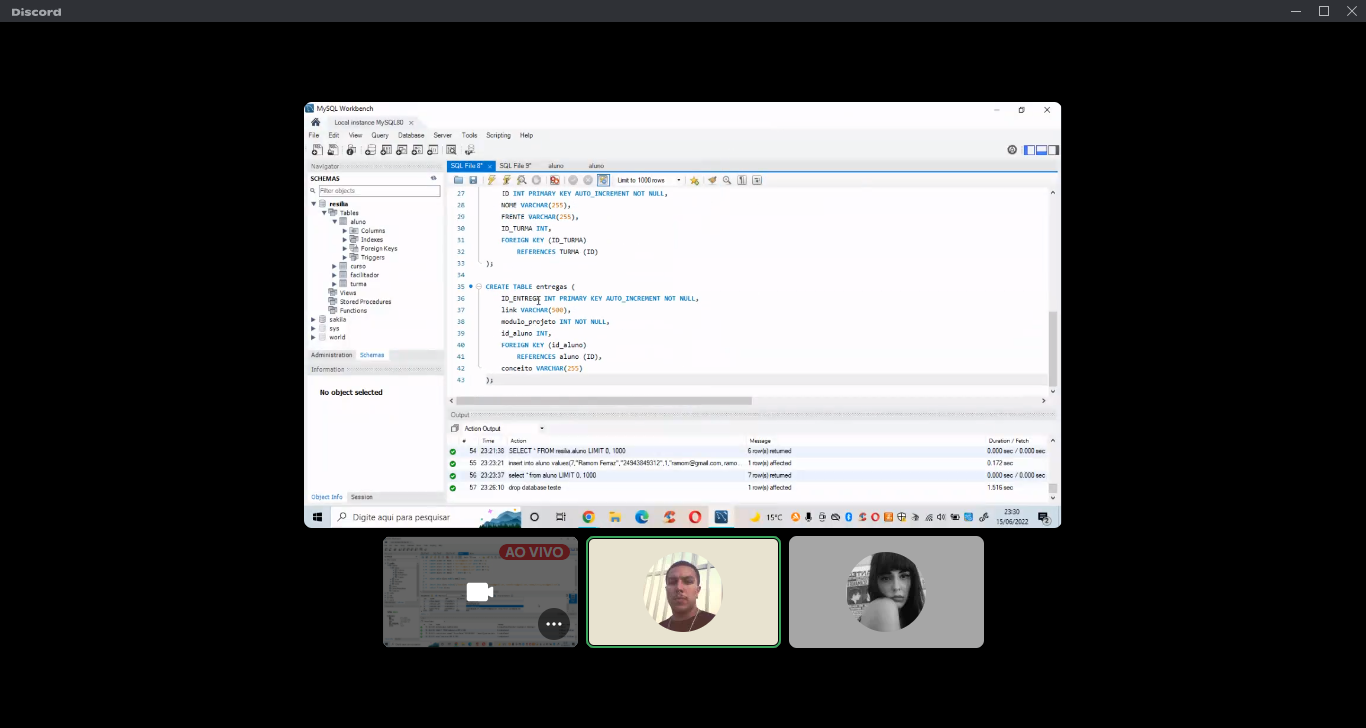 Discord
MySQL Workbench
Local instance MySQL80
File Edit View Query Database Server Tools Scripting Help
Navigator
SCHEMAS
Filter objects
resilia
Tables
aluno
Columns
Indexes
Foreign Keys
Triggers
curso
facilitador
turma
Views
Stored Procedures
Functions
sakila
sys
world
Administration Schemas
Information
No object selected
Object Info Session
SQL File 8* SQL File 9* aluno aluno
Limit to 1000 rows
27 ID INT PRIMARY KEY AUTO_INCREMENT NOT NULL,
28 NOME VARCHAR(255),
29 FRENTE VARCHAR(255),
30 ID_TURMA INT,
31 FOREIGN KEY (ID_TURMA)
32 REFERENCES TURMA (ID)
33 );
34
35 CREATE TABLE entregas (
36 ID_ENTREGA INT PRIMARY KEY AUTO_INCREMENT NOT NULL,
37 link VARCHAR(500),
38 modulo_projeto INT NOT NULL,
39 id_aluno INT,
40 FOREIGN KEY (id_aluno)
41 REFERENCES aluno (ID),
42 conceito VARCHAR(255)
43 );
Output
Action Output
# Time Action Message Duration / Fetch
54 23:21:38 SELECT * FROM resilia.aluno LIMIT 0, 1000 6 row(s) returned 0.000 sec / 0.000 sec
55 23:23:21 insert into aluno values(7,"Ramom Ferraz","24943849312",1,"ramom@gmail.com,ramo... 1 row(s) affected 0.172 sec
56 23:23:37 select * from aluno LIMIT 0, 1000 7 row(s) returned 0.000 sec / 0.000 sec
57 23:26:10 drop database teste 1 row(s) affected 1.516 sec
Digite aqui para pesquisar
15°C
23:30
15/06/2022
AO VIVO